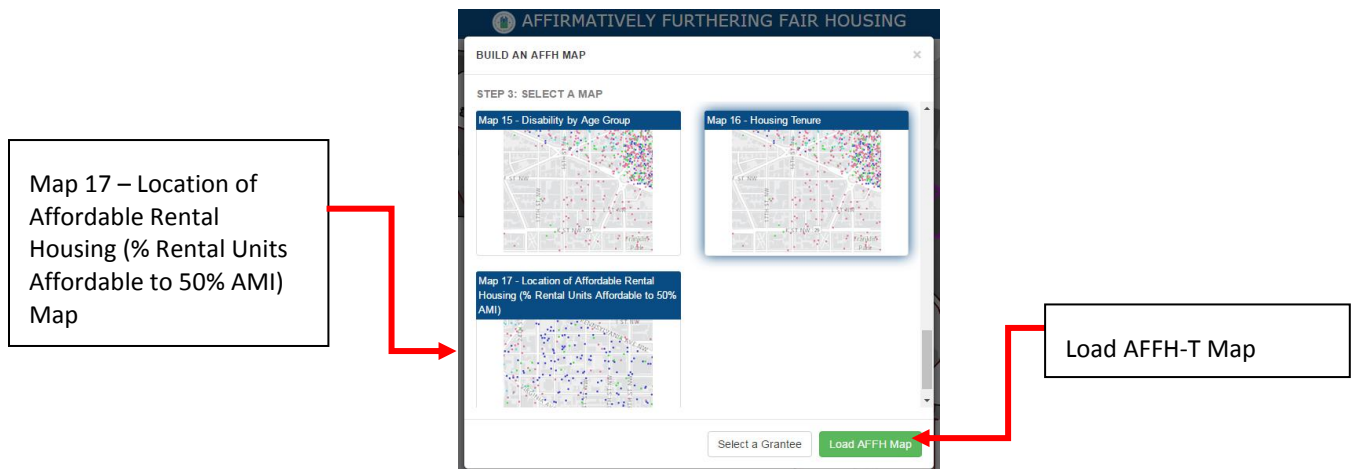 AFFIRMATIVELY FURTHERING FAIR HOUSING
BUILD AN AFFH MAP
×
STEP 3: SELECT A MAP
Map 15 - Disability by Age Group
Map 16 - Housing Tenure
Map 17 – Location of
Affordable Rental
Housing (% Rental Units
Affordable to 50% AMI)
Map
Map 17 - Location of Affordable Rental
Housing (% Rental Units Affordable to 50%
AMI)
Load AFFH-T Map
Select a Grantee
Load AFFH Map